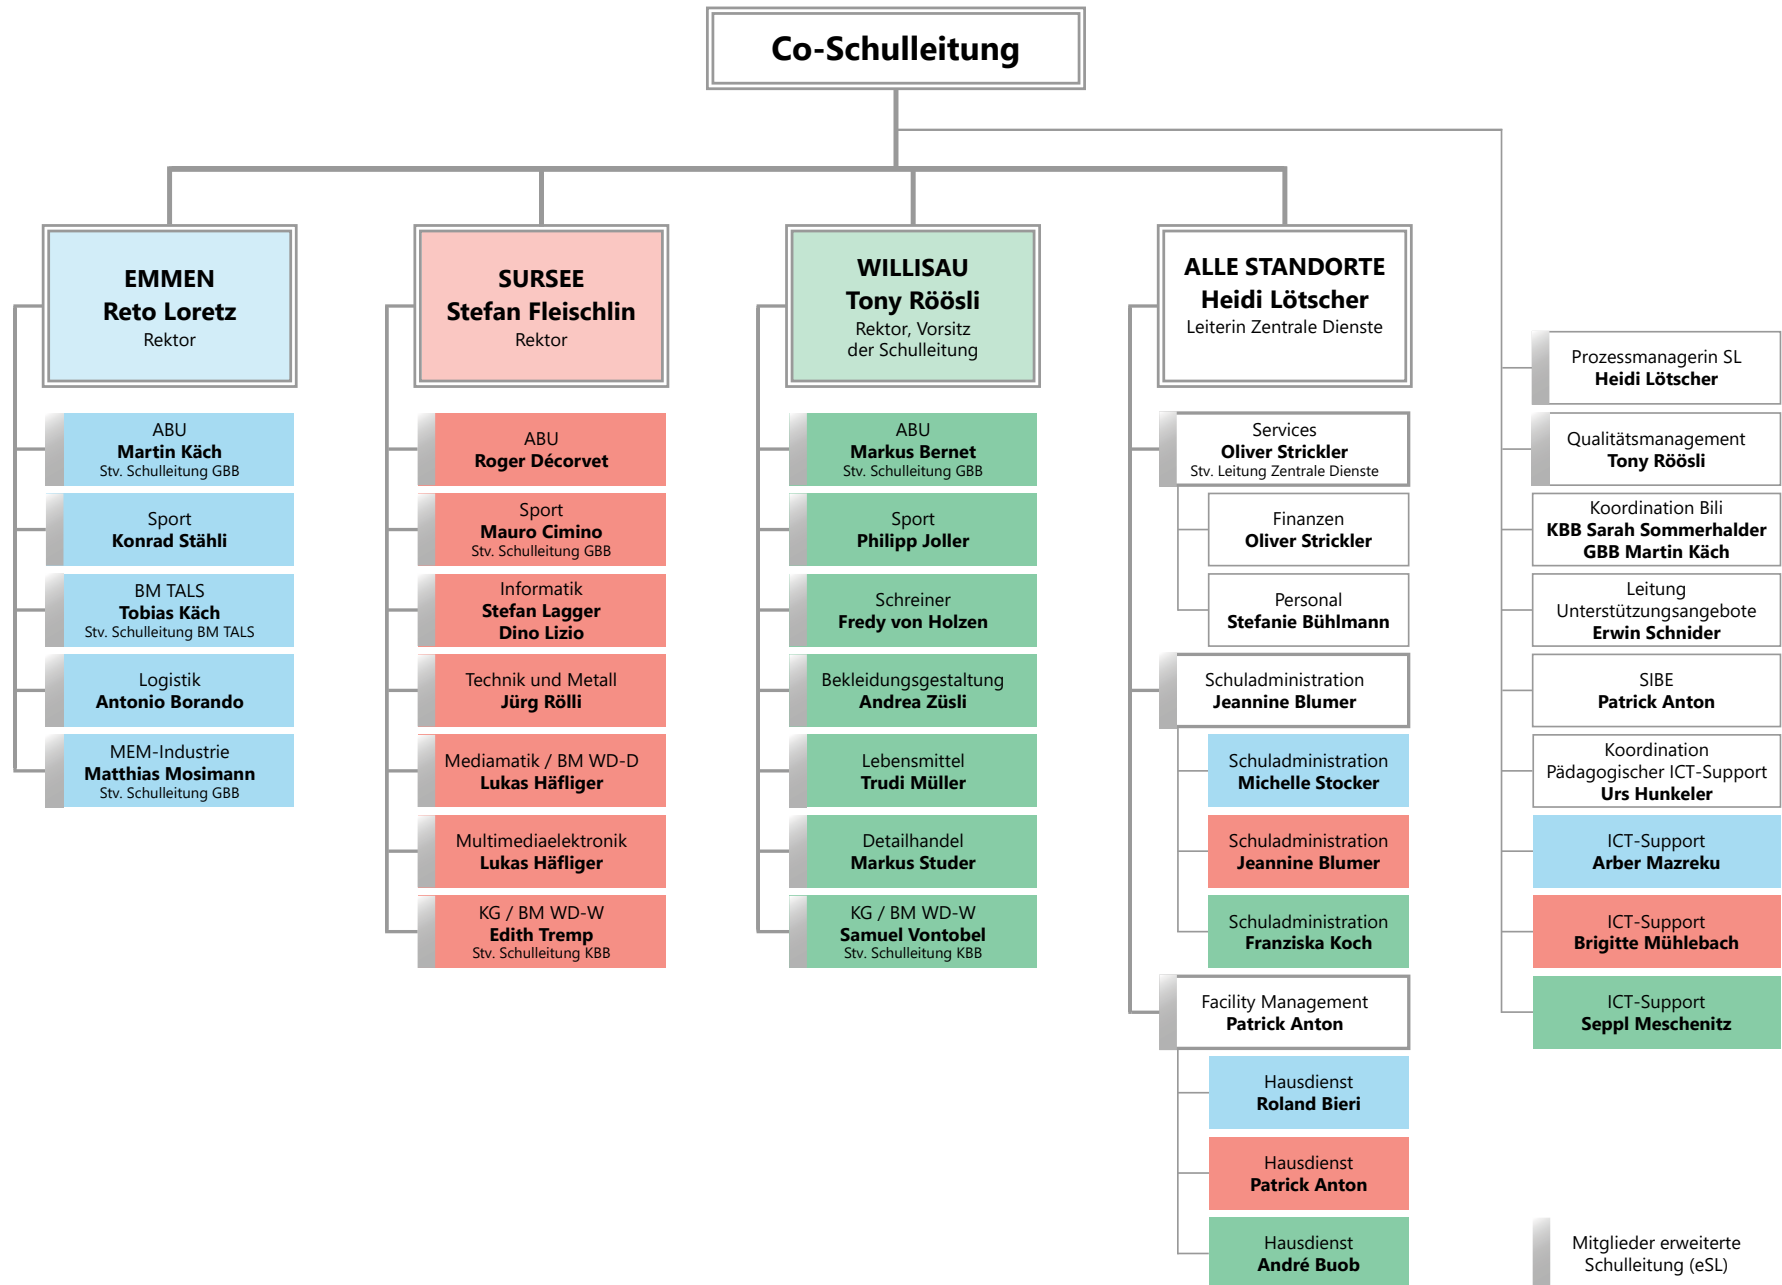 Co-Schulleitung
EMMEN
Reto Loretz
Rektor
ABU
Martin Käch
Stv. Schulleitung GBB
Sport
Konrad Stähli
BM TALS
Tobias Käch
Stv. Schulleitung BM TALS
Logistik
Antonio Borando
MEM-Industrie
Matthias Mosimann
Stv. Schulleitung GBB
SURSEE
Stefan Fleischlin
Rektor
ABU
Roger Décorvet
Sport
Mauro Cimino
Stv. Schulleitung GBB
Informatik
Stefan Lagger
Dino Lizio
Technik und Metall
Jürg Rölli
Mediamatik / BM WD-D
Lukas Häfliger
Multimediaelektronik
Lukas Häfliger
KG / BM WD-W
Edith Tremp
Stv. Schulleitung KBB
WILLISAU
Tony Röösli
Rektor, Vorsitz
der Schulleitung
ABU
Markus Bernet
Stv. Schulleitung GBB
Sport
Philipp Joller
Schreiner
Fredy von Holzen
Bekleidungsgestaltung
Andrea Züsli
Lebensmittel
Trudi Müller
Detailhandel
Markus Studer
KG / BM WD-W
Samuel Vontobel
Stv. Schulleitung KBB
ALLE STANDORTE
Heidi Lötscher
Leiterin Zentrale Dienste
Services
Oliver Strickler
Stv. Leitung Zentrale Dienste
Finanzen
Oliver Strickler
Personal
Stefanie Bühlmann
Schuladministration
Jeannine Blumer
Schuladministration
Michelle Stocker
Schuladministration
Jeannine Blumer
Schuladministration
Franziska Koch
Facility Management
Patrick Anton
Hausdienst
Roland Bieri
Hausdienst
Patrick Anton
Hausdienst
André Buob
Prozessmanagerin SL
Heidi Lötscher
Qualitätsmanagement
Tony Röösli
Koordination Bili
KBB Sarah Sommerhalder
GBB Martin Käch
Leitung
Unterstützungsangebote
Erwin Schnider
SIBE
Patrick Anton
Koordination
Pädagogischer ICT-Support
Urs Hunkeler
ICT-Support
Arber Mazreku
ICT-Support
Brigitte Mühlebach
ICT-Support
Seppl Meschenitz
Mitglieder erweiterte
Schulleitung (eSL)